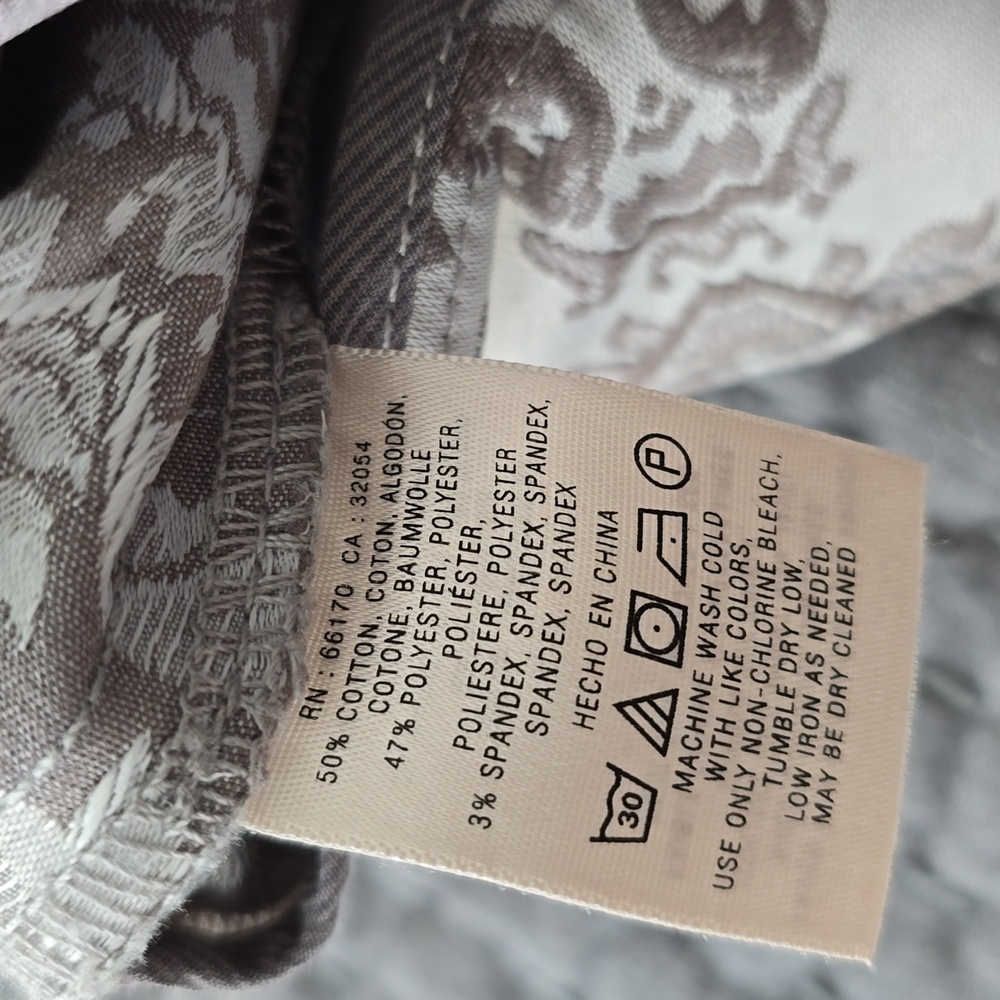 RN : 66170 CA : 32054
50% COTTON, COTON, ALGODÓN,
COTONE, BAUMWOLLE
47% POLYESTER, POLYESTER,
POLIÉSTER,
POLIESTERE, POLYESTER
3% SPANDEX, SPANDEX, SPANDEX,
SPANDEX, SPANDEX
HECHO EN CHINA
30 P
MACHINE WASH COLD
WITH LIKE COLORS,
USE ONLY NON-CHLORINE BLEACH,
TUMBLE DRY LOW,
LOW IRON AS NEEDED,
MAY BE DRY CLEANED